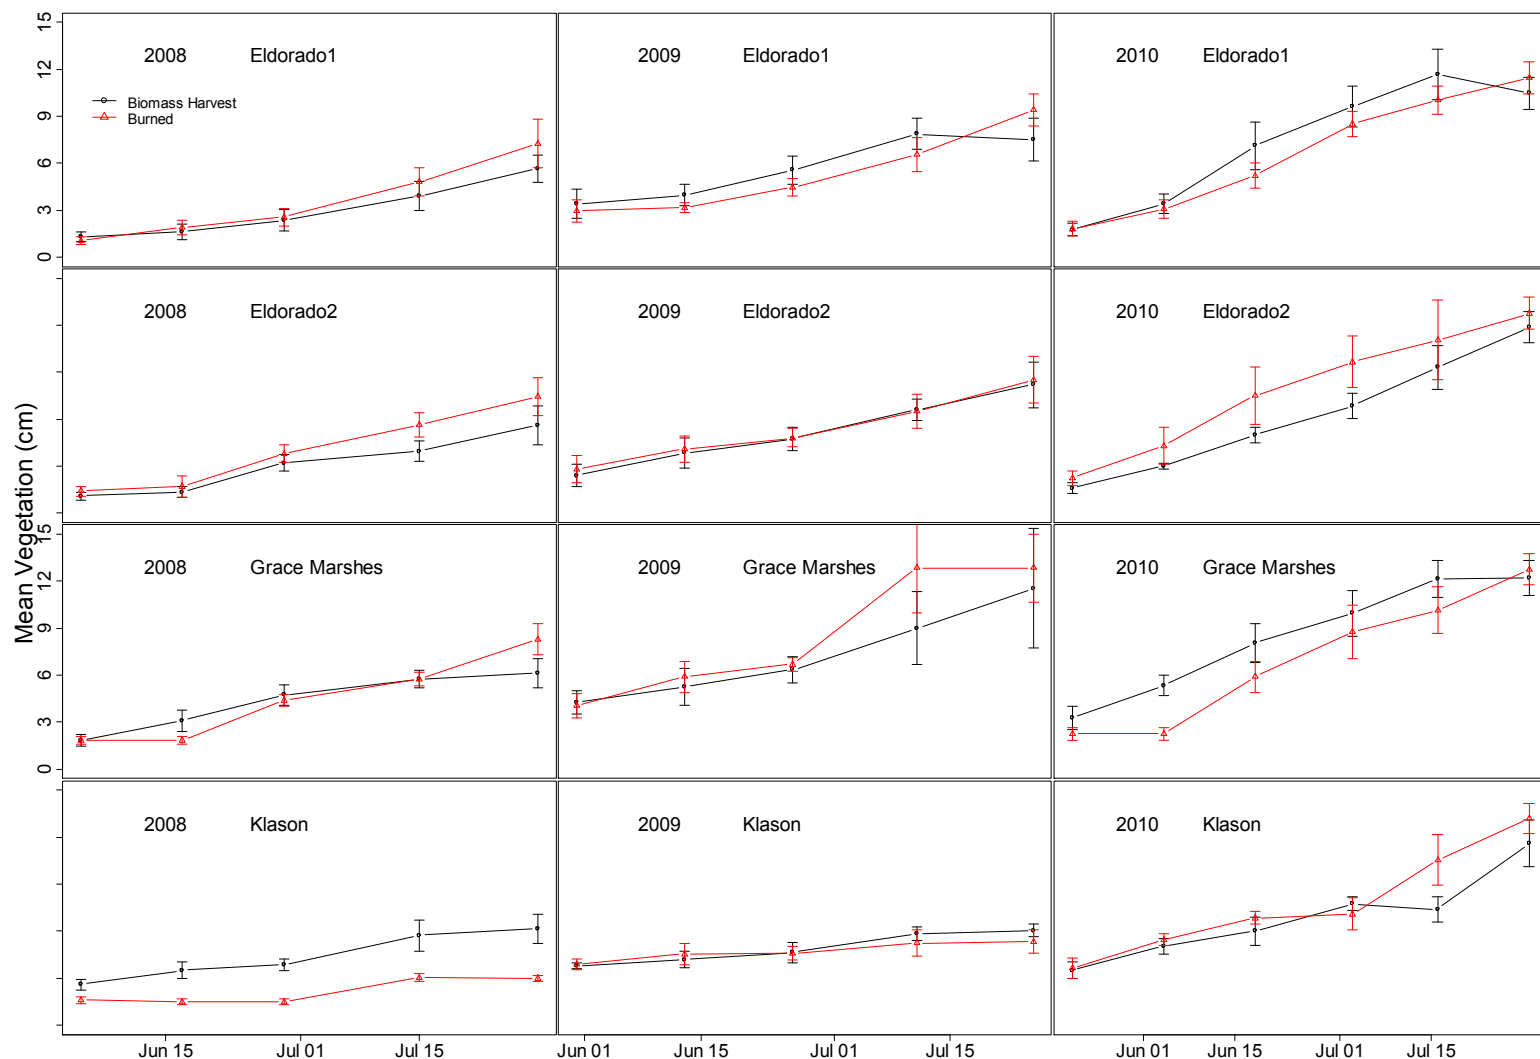 15
12
9
6
3
0
2008 Eldorado1
Biomass Harvest
Burned
2009 Eldorado1
2010 Eldorado1
2008 Eldorado2
2009 Eldorado2
2010 Eldorado2
Mean Vegetation (cm)
15
12
9
6
3
0
2008 Grace Marshes
2009 Grace Marshes
2010 Grace Marshes
2008 Klason
2009 Klason
2010 Klason
Jun 15 Jul 01 Jul 15
Jun 01 Jun 15 Jul 01 Jul 15
Jun 01 Jun 15 Jul 01 Jul 15